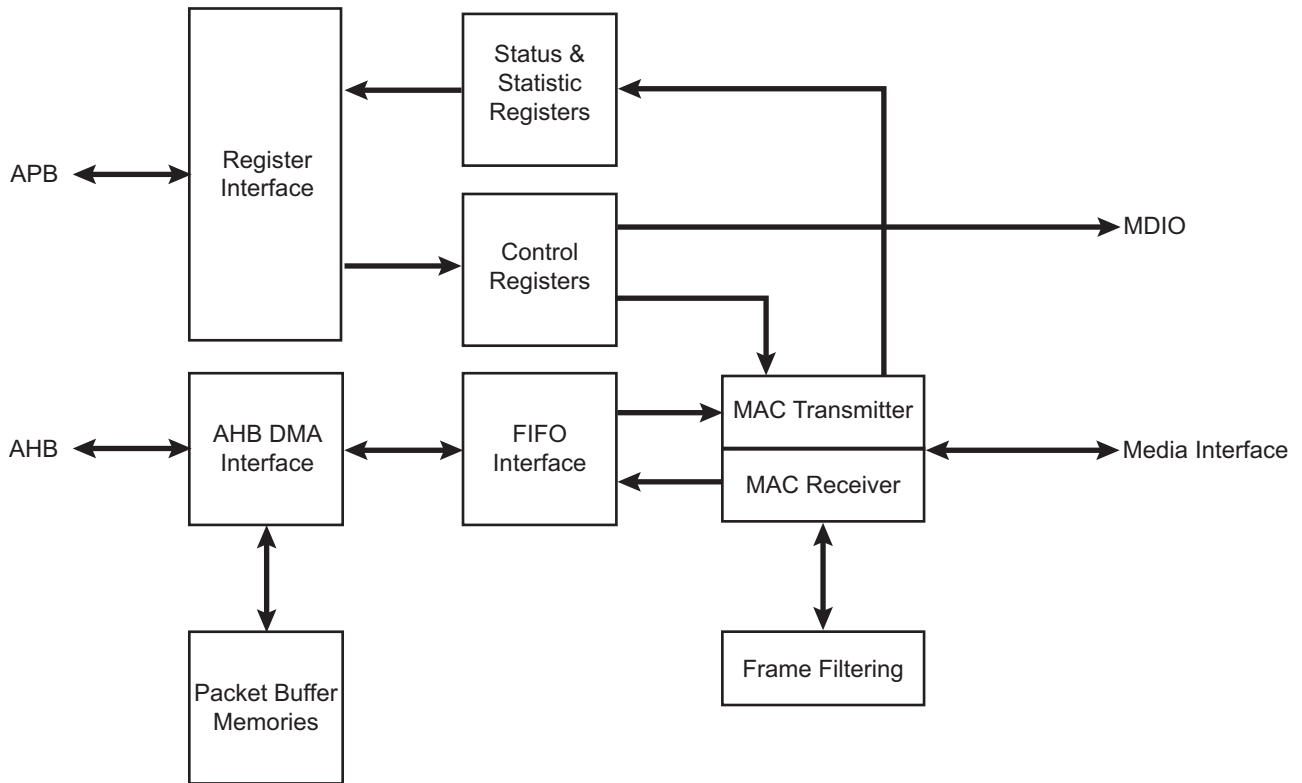 Status &
Statistic
Registers
APB
Register
Interface
MDIO
Control
Registers
MAC Transmitter
AHB
AHB DMA
Interface
FIFO
Interface
Media Interface
MAC Receiver
Frame Filtering
Packet Buffer
Memories